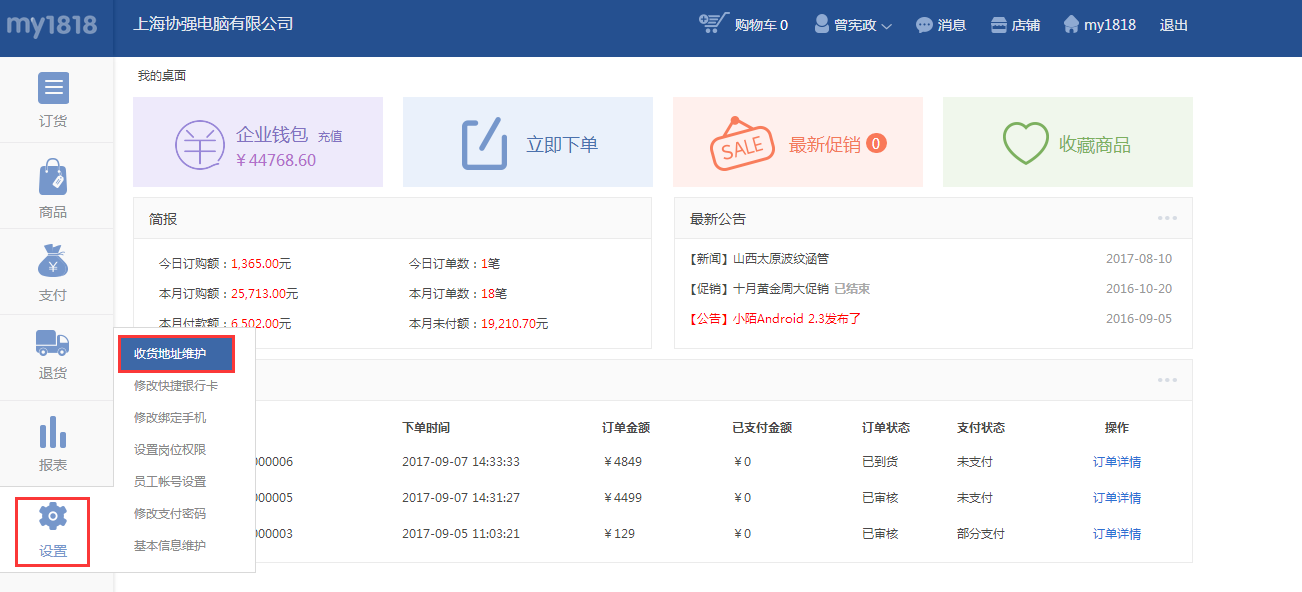 my1818 上海协强电脑有限公司 购物车 0 曾宪政 消息 店铺 my1818 退出
我的桌面
订货
商品
支付
退货
报表
设置
企业钱包 充值
￥44768.60
立即下单
SALE 最新促销 0
收藏商品
简报
今日订购额：1,365.00元 今日订单数：1笔
本月订购额：25,713.00元 本月订单数：18笔
本月付款额：6,502.00元 本月未付额：19,210.70元
最新公告
【新闻】山西太原波纹涵管 2017-08-10
【促销】十月黄金周大促销 已结束 2016-10-20
【公告】小陌Android 2.3发布了 2016-09-05
收货地址维护
修改快捷银行卡
修改绑定手机
设置岗位权限
员工帐号设置
修改支付密码
基本信息维护
下单时间 订单金额 已支付金额 订单状态 支付状态 操作
000006 2017-09-07 14:33:33 ￥4849 ￥0 已到货 未支付 订单详情
000005 2017-09-07 14:31:27 ￥4499 ￥0 已审核 未支付 订单详情
000003 2017-09-05 11:03:21 ￥129 ￥0 已审核 部分支付 订单详情